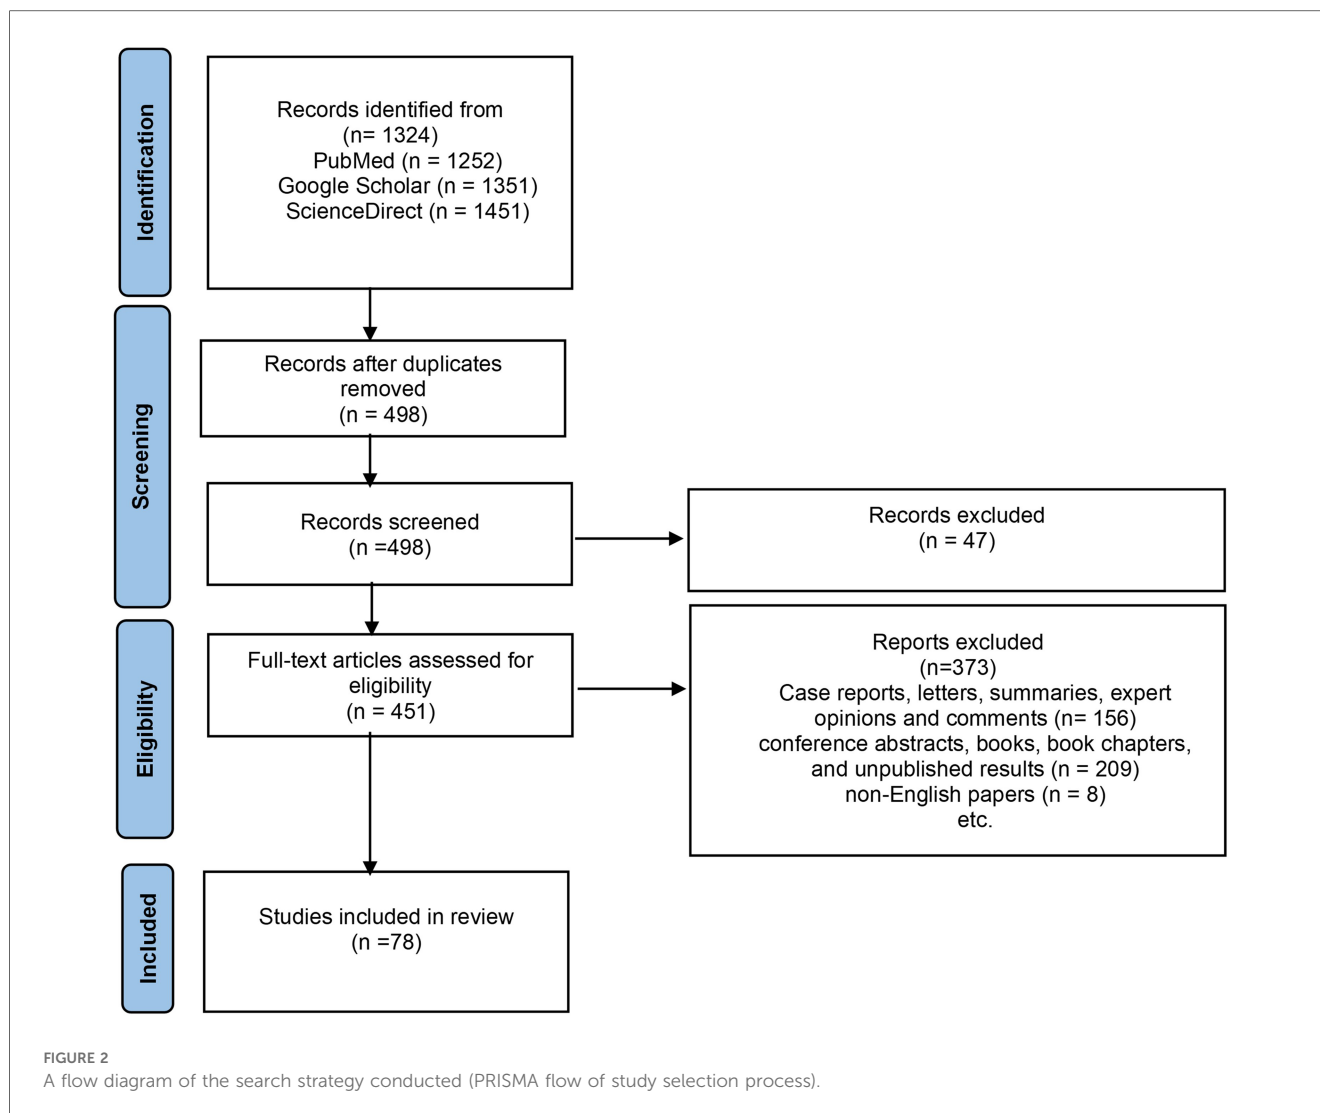 Identification
Records identified from
(n= 1324)
PubMed (n = 1252)
Google Scholar (n = 1351)
ScienceDirect (n = 1451)
Screening
Records after duplicates
removed
(n = 498)
Records screened
(n =498)
Records excluded
(n = 47)
Eligibility
Full-text articles assessed for
eligibility
(n = 451)
Reports excluded
(n=373)
Case reports, letters, summaries, expert
opinions and comments (n= 156)
conference abstracts, books, book chapters,
and unpublished results (n = 209)
non-English papers (n = 8)
etc.
Included
Studies included in review
(n =78)
FIGURE 2
A flow diagram of the search strategy conducted (PRISMA flow of study selection process).